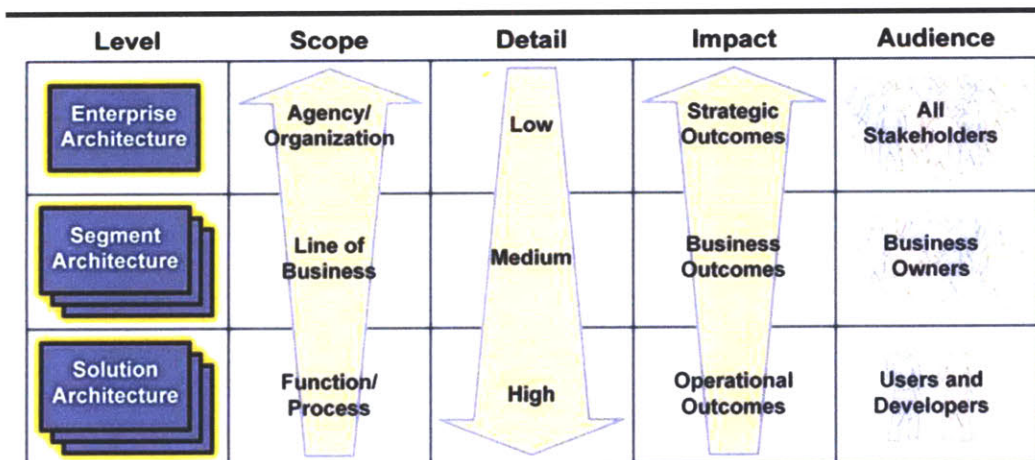 Level Scope Detail Impact Audience
Enterprise
Architecture
Agency/
Organization
Low
Strategic
Outcomes
All
Stakeholders
Segment
Architecture
Line of
Business
Medium
Business
Outcomes
Business
Owners
Solution
Architecture
Function/
Process
High
Operational
Outcomes
Users and
Developers